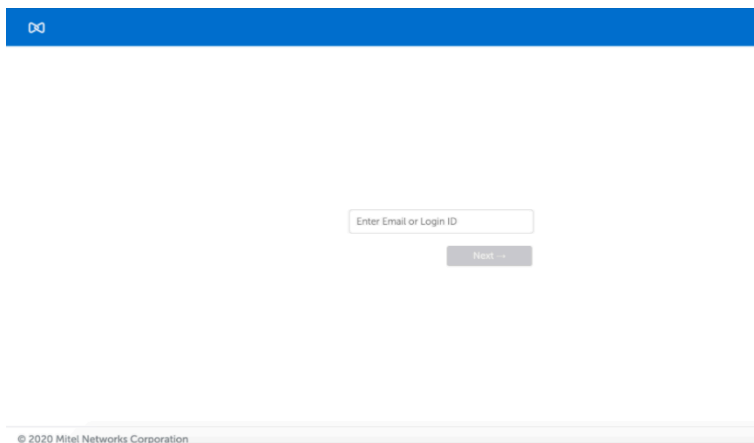 Enter Email or Login ID
Next →
© 2020 Mitel Networks Corporation